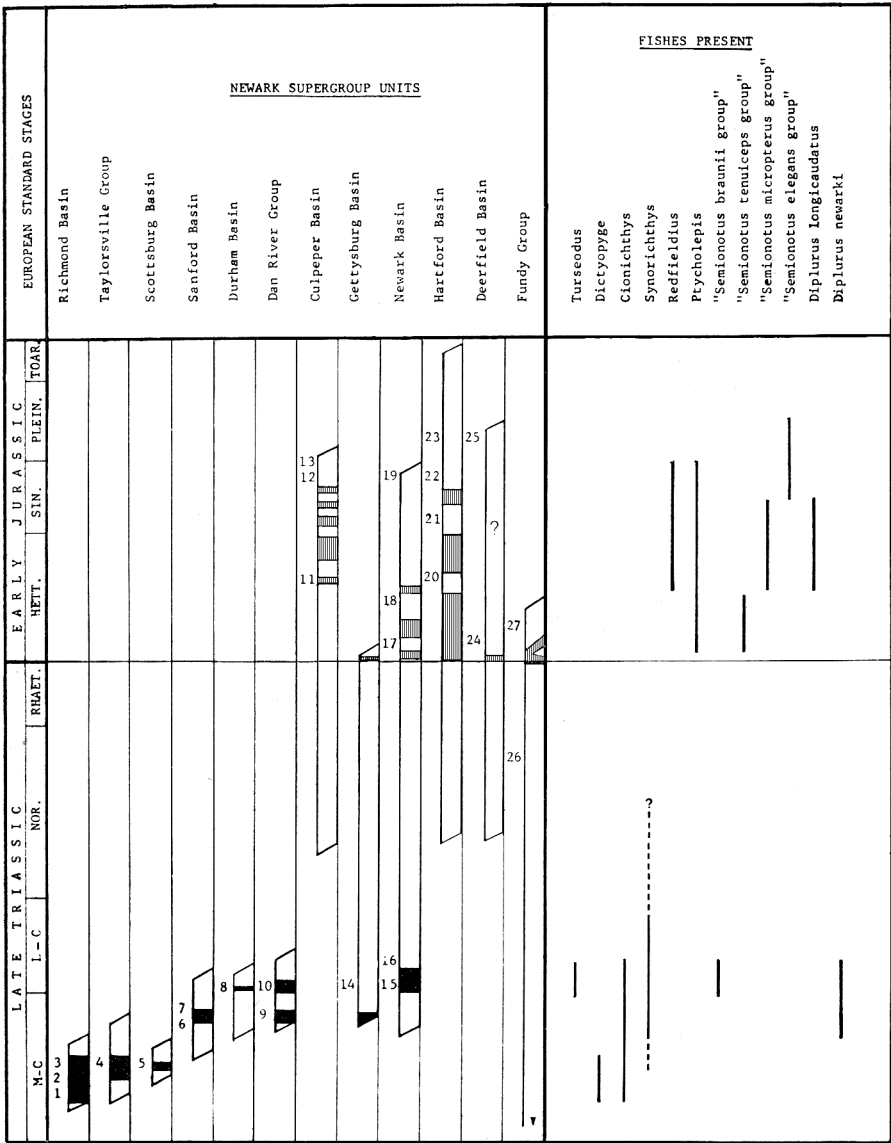 EUROPEAN STANDARD STAGES
NEWARK SUPERGROUP UNITS
Richmond Basin
Taylorsville Group
Scottsburg Basin
Sanford Basin
Durham Basin
Dan River Group
Culpeper Basin
Gettysburg Basin
Newark Basin
Hartford Basin
Deerfield Basin
Fundy Group
FISHES PRESENT
Turseodus
Dictyopyge
Cionichthys
Synorichthys
Redfieldius
Ptycholepis
"Semionotus braunii group"
"Semionotus tenuiceps group"
"Semionotus micropterus group"
"Semionotus elegans group"
Diplurus longicaudatus
Diplurus newarki
EARLY JURASSIC
TOAR.
PLEIN.
SIN.
HETT.
LATE TRIASSIC
RHAET.
NOR.
L-C
M-C
13
12
11
19
18
17
23
22
21
20
25
?
24
27
26
?
3
2
1
4
5
7
6
8
10
9
14
16
15